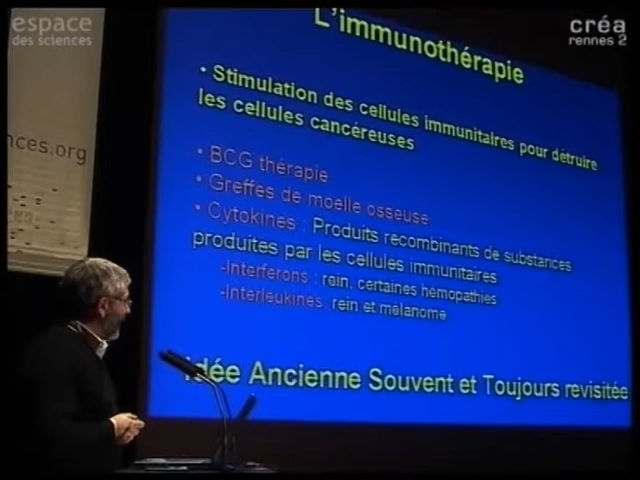 espace
des sciences
créa
rennes 2
nces.org
L'immunothérapie
• Stimulation des cellules immunitaires pour détruire
les cellules cancéreuses
• BCG thérapie
• Greffes de moelle osseuse
• Cytokines : Produits recombinants de substances
produites par les cellules immunitaires
-Interférons : rein, certaines hémopathies
-Interleukines: rein et mélanome
Idée Ancienne Souvent et Toujours revisitée